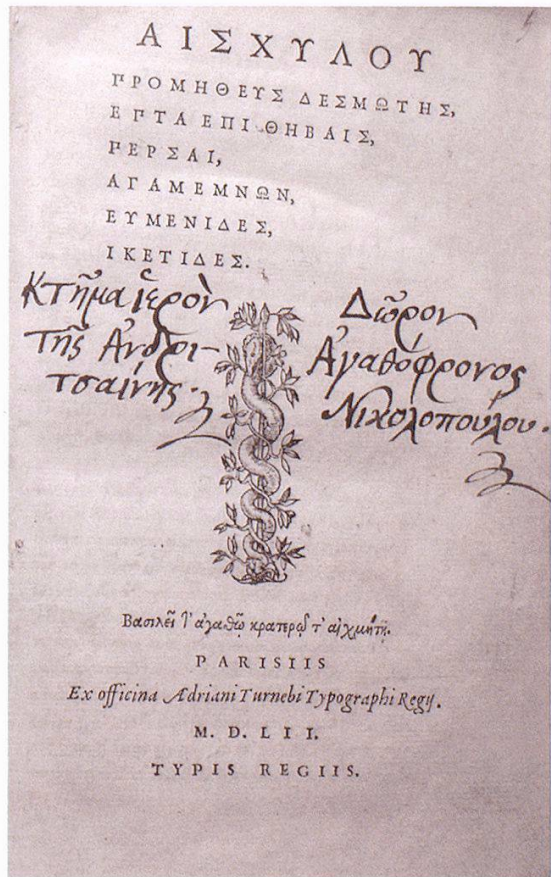 ΑΙΣΧΥΛΟΥ
ΠΡΟΜΗΘΕΥΣ ΔΕΣΜΩΤΗΣ,
ΕΠΤΑ ΕΠΙ ΘΗΒΑΙΣ,
ΠΕΡΣΑΙ,
ΑΓΑΜΕΜΝΩΝ,
ΕΥΜΕΝΙΔΕΣ,
ΙΚΕΤΙΔΕΣ.
Κτῆμα ἱερὸν
τῆς Ἀνδρι-
τσαίνης.
Δῶρον
Ἀγαθόφρονος
Νικολοπούλου.
Βασιλεῖ τ' ἀγαθῷ κρατερῷ τ' αἰχμητῇ.
PARISIIS
Ex officina Adriani Turnebi Typographi Regij.
M. D. LII.
TYPIS REGIIS.